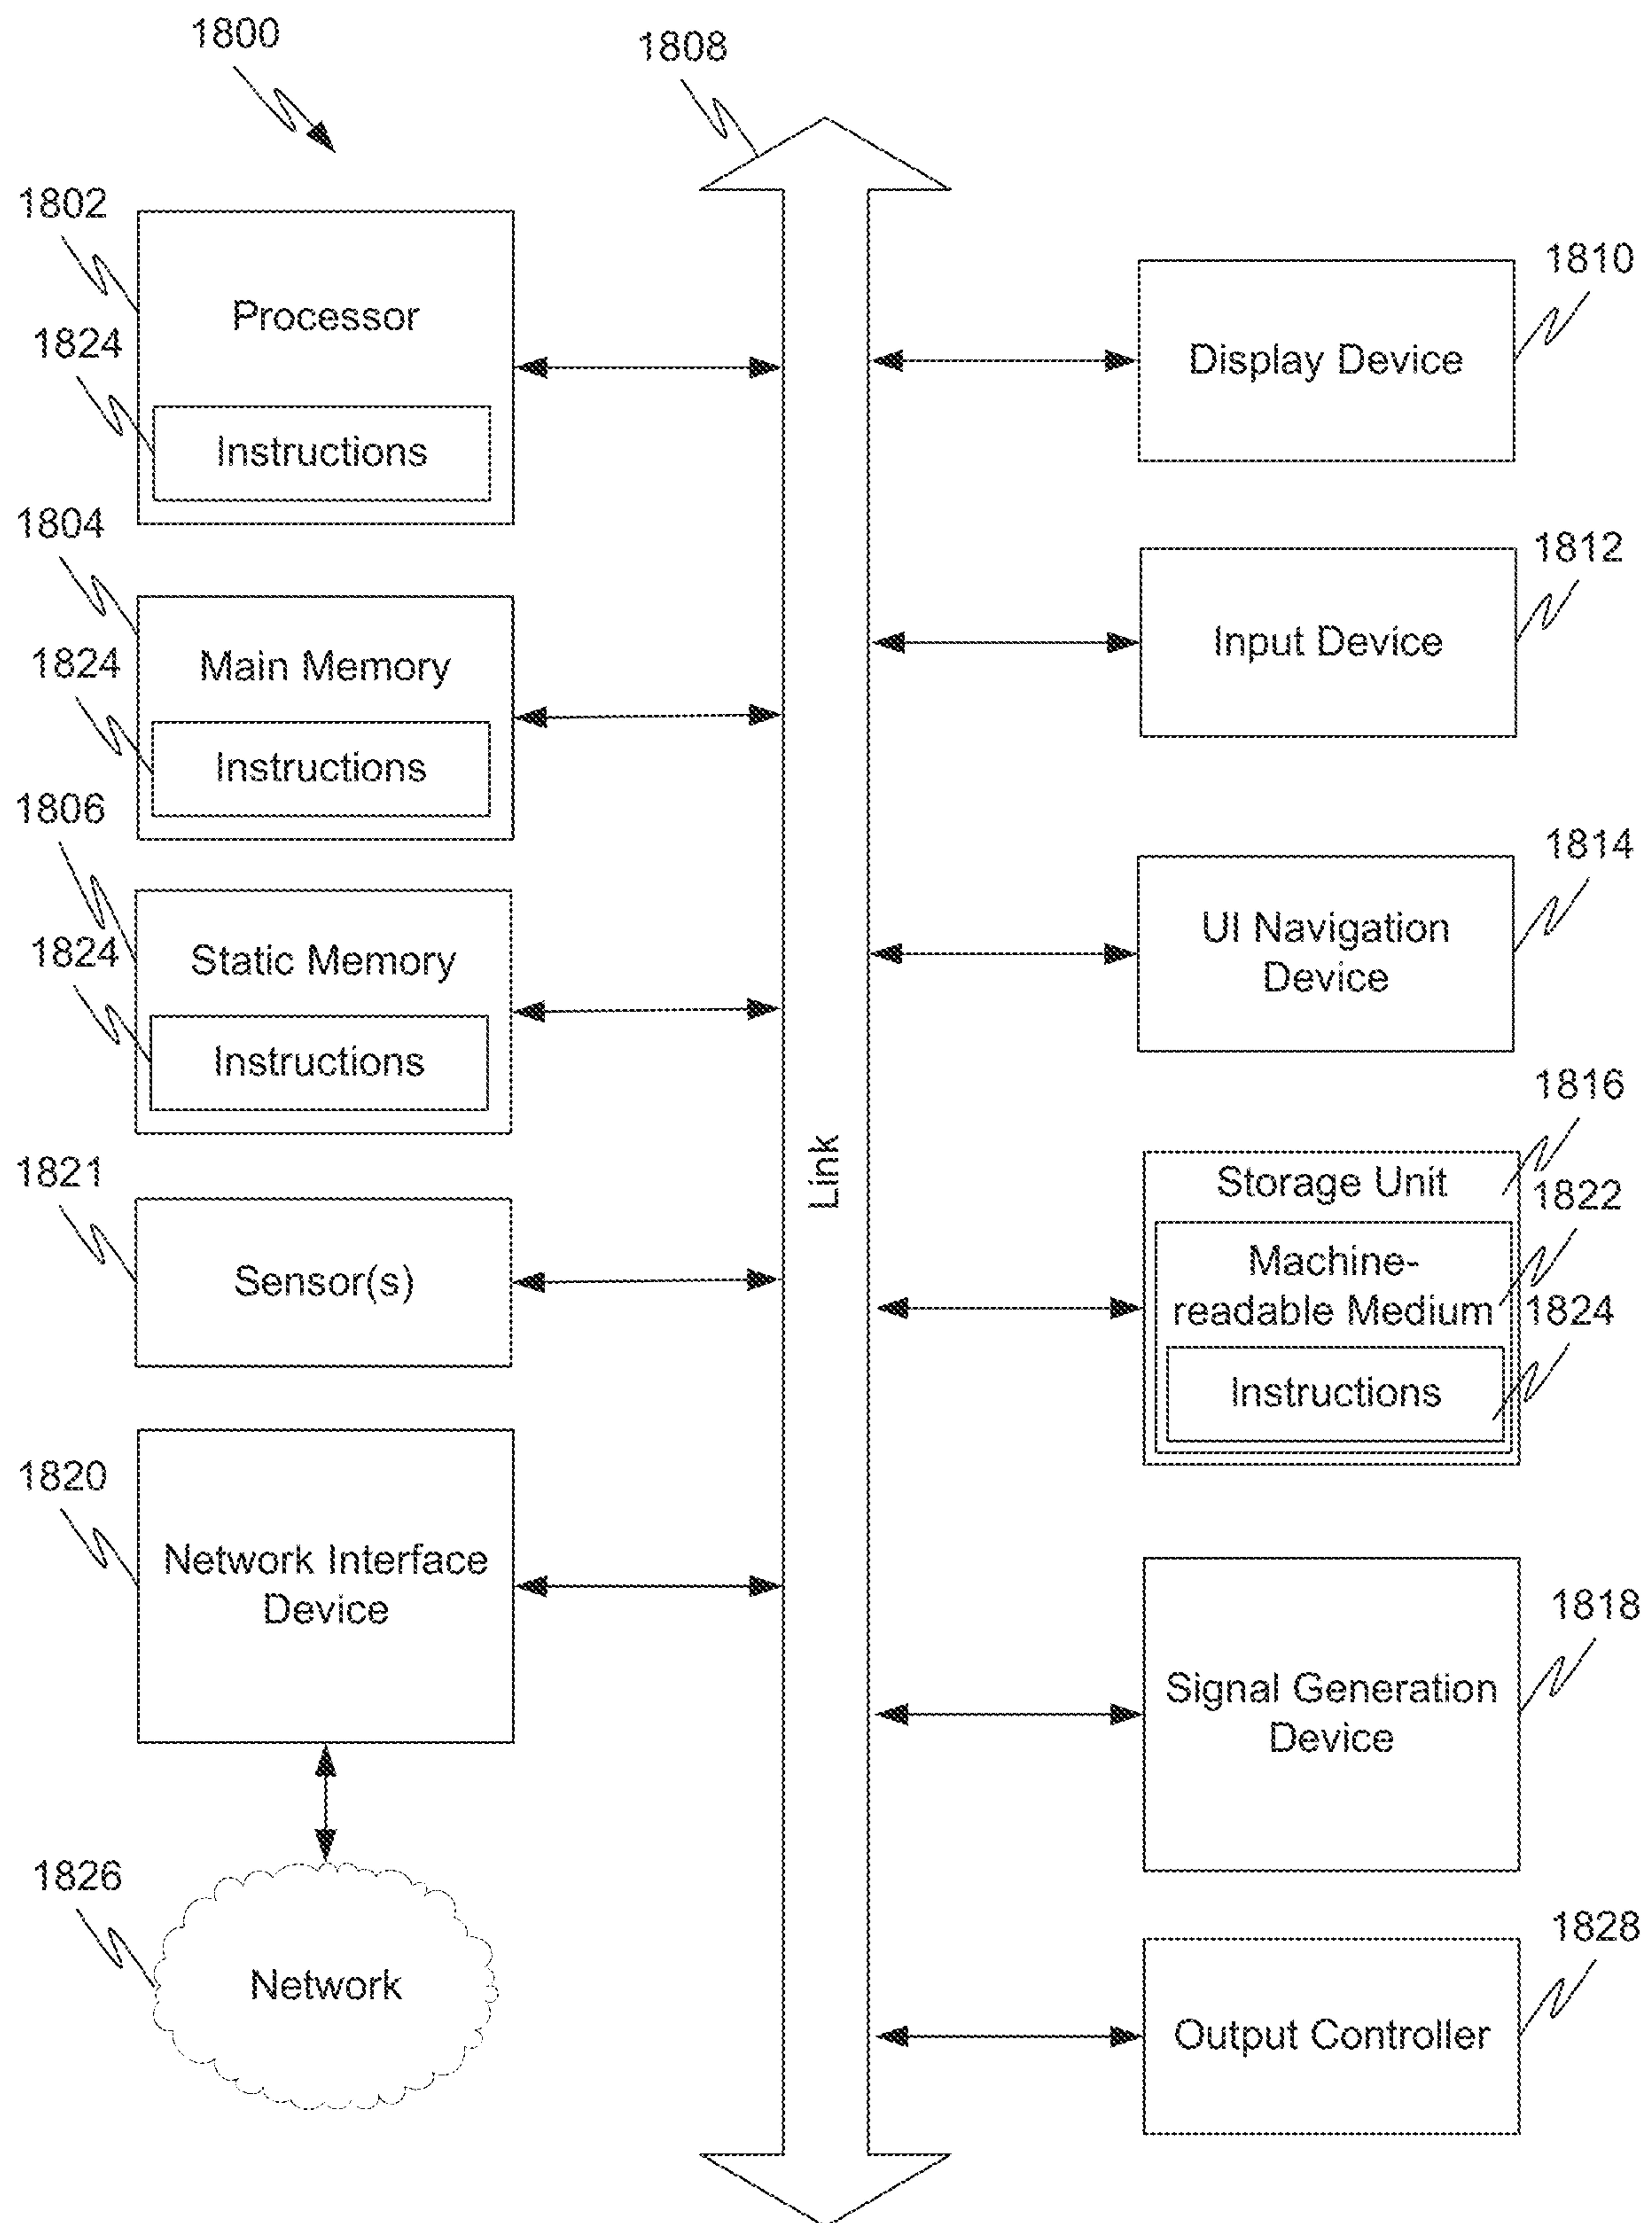 1800
1808
1802
Processor
1824
Instructions
1804
Main Memory
1824
Instructions
1806
Static Memory
1824
Instructions
1821
Sensor(s)
1820
Network Interface
Device
1826
Network
Link
1810
Display Device
1812
Input Device
1814
UI Navigation
Device
1816
Storage Unit
1822
Machine-
readable Medium
1824
Instructions
1818
Signal Generation
Device
1828
Output Controller